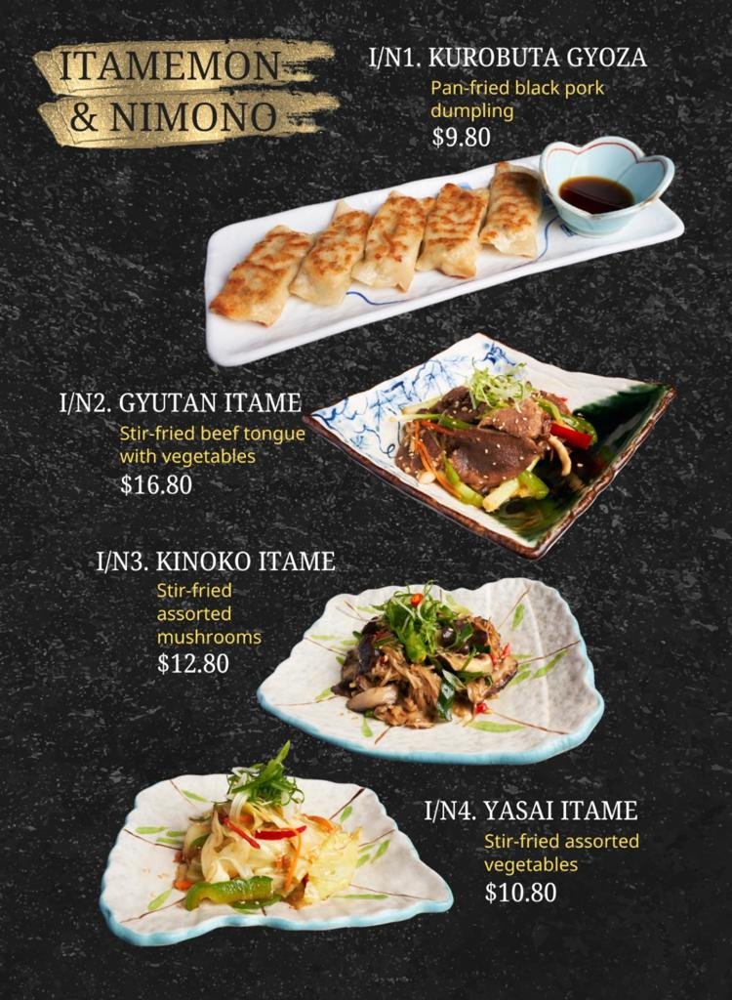 ITAMEMON
& NIMONO
I/N1. KUROBUTA GYOZA
Pan-fried black pork
dumpling
$9.80
I/N2. GYUTAN ITAME
Stir-fried beef tongue
with vegetables
$16.80
I/N3. KINOKO ITAME
Stir-fried
assorted
mushrooms
$12.80
I/N4. YASAI ITAME
Stir-fried assorted
vegetables
$10.80